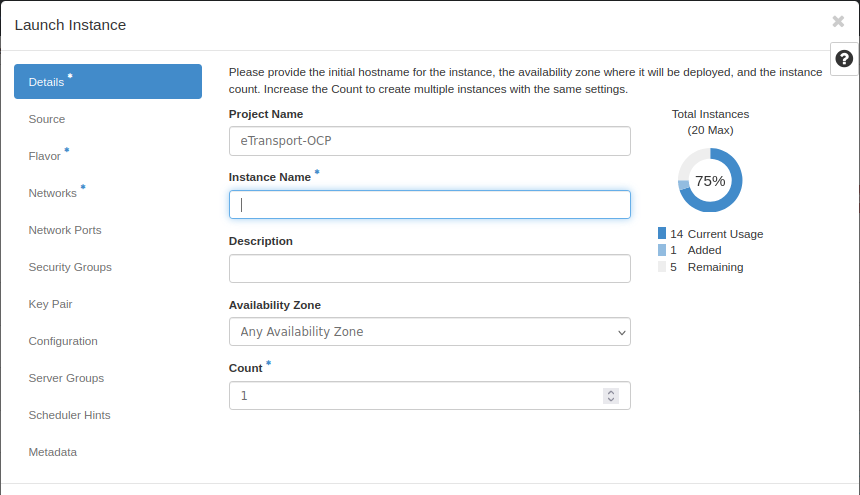 Launch Instance
×
Details *
Source
Flavor *
Networks *
Network Ports
Security Groups
Key Pair
Configuration
Server Groups
Scheduler Hints
Metadata
Please provide the initial hostname for the instance, the availability zone where it will be deployed, and the instance
count. Increase the Count to create multiple instances with the same settings.
Project Name
eTransport-OCP
Instance Name *
Description
Availability Zone
Any Availability Zone
Count *
1
Total Instances
(20 Max)
75%
14 Current Usage
1 Added
5 Remaining
?